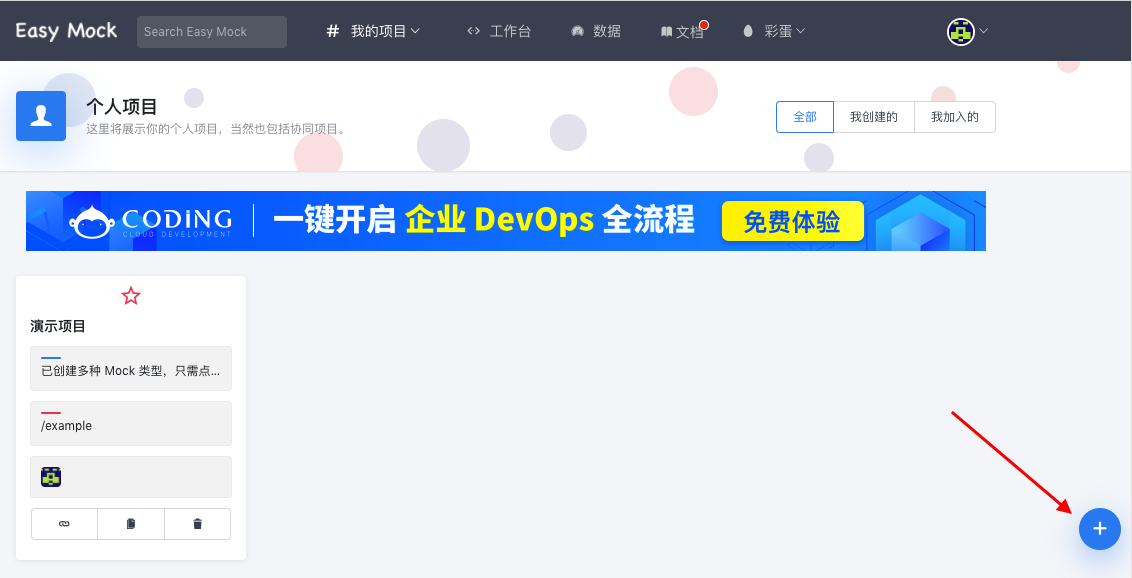 Easy Mock
Search Easy Mock
# 我的项目
工作台
数据
文档
彩蛋
个人项目
这里将展示你的个人项目，当然也包括协同项目。
全部
我创建的
我加入的
CODING
CLOUD DEVELOPMENT
一键开启 企业 DevOps 全流程
免费体验
演示项目
已创建多种 Mock 类型，只需点...
/example